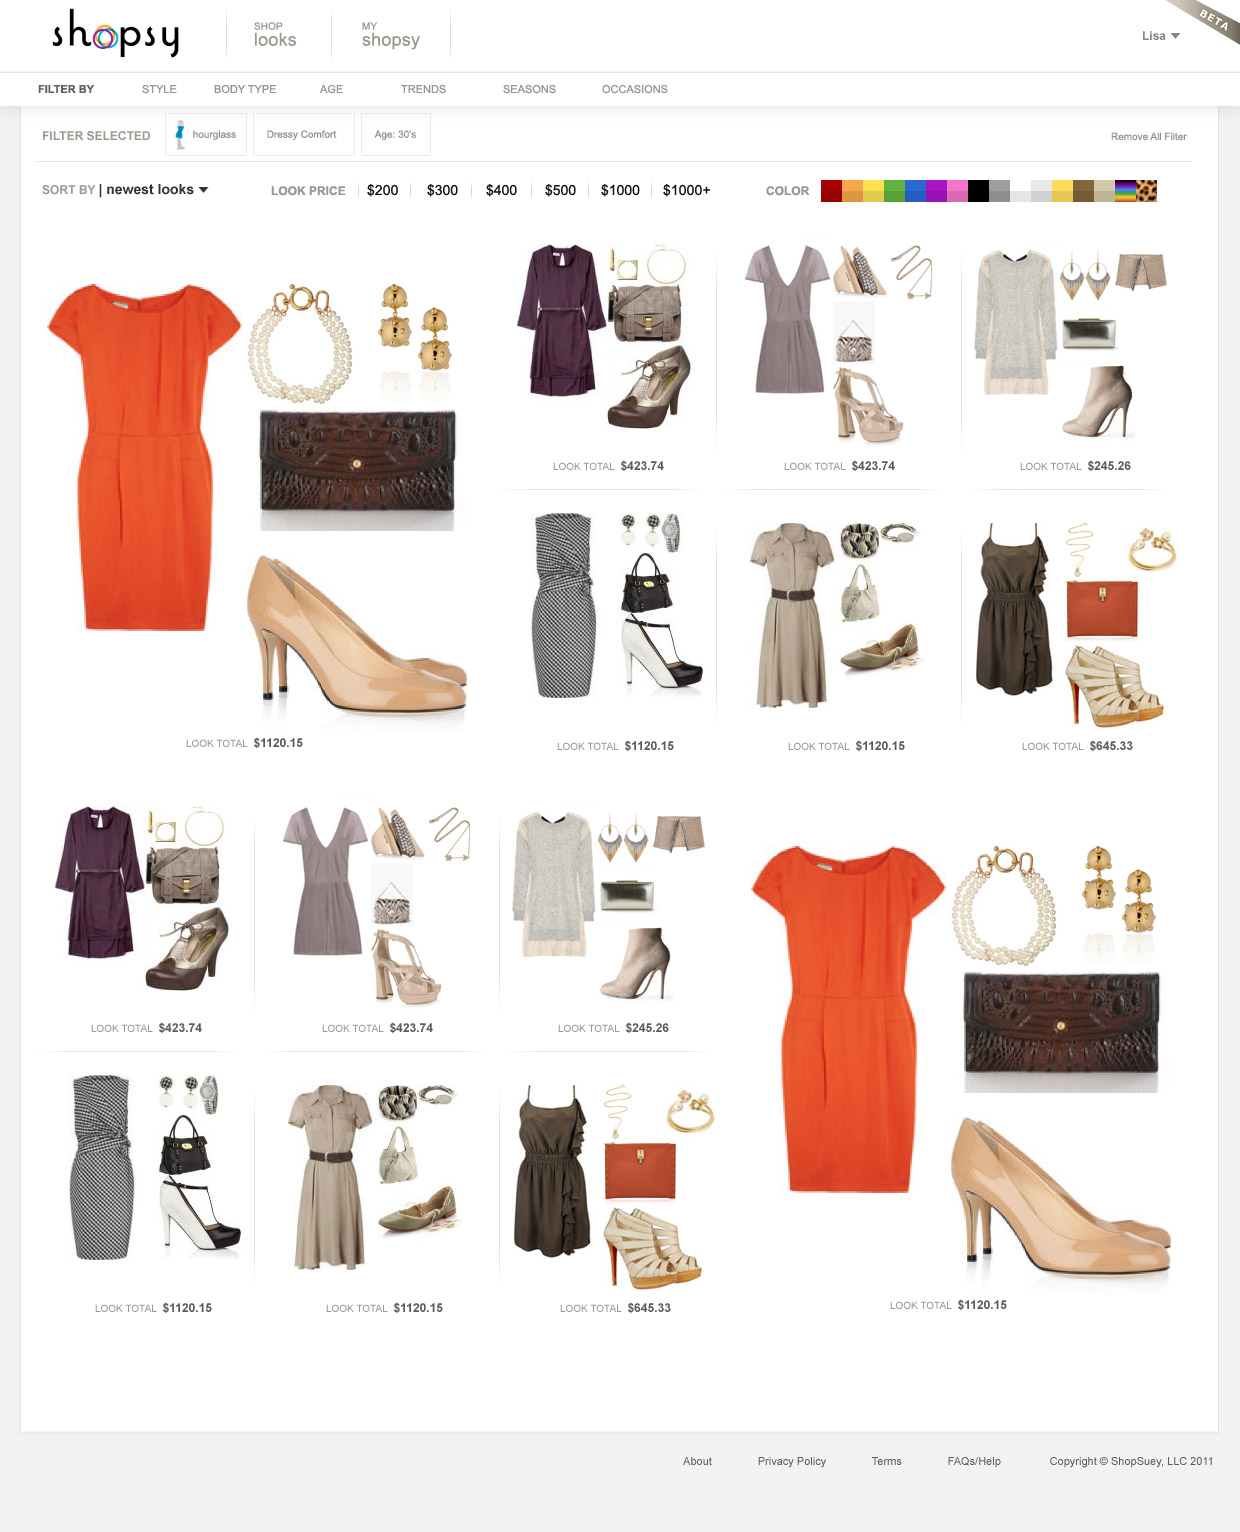 shopsy
SHOP
looks
MY
shopsy
Lisa
BETA
FILTER BY STYLE BODY TYPE AGE TRENDS SEASONS OCCASIONS
FILTER SELECTED hourglass Dressy Comfort Age: 30's Remove All Filter
SORT BY | newest looks LOOK PRICE $200 $300 $400 $500 $1000 $1000+ COLOR
LOOK TOTAL $423.74 LOOK TOTAL $423.74 LOOK TOTAL $245.26
LOOK TOTAL $1120.15 LOOK TOTAL $1120.15 LOOK TOTAL $1120.15 LOOK TOTAL $645.33
LOOK TOTAL $423.74 LOOK TOTAL $423.74 LOOK TOTAL $245.26
LOOK TOTAL $1120.15 LOOK TOTAL $1120.15 LOOK TOTAL $645.33 LOOK TOTAL $1120.15
About Privacy Policy Terms FAQs/Help Copyright © ShopSuey, LLC 2011